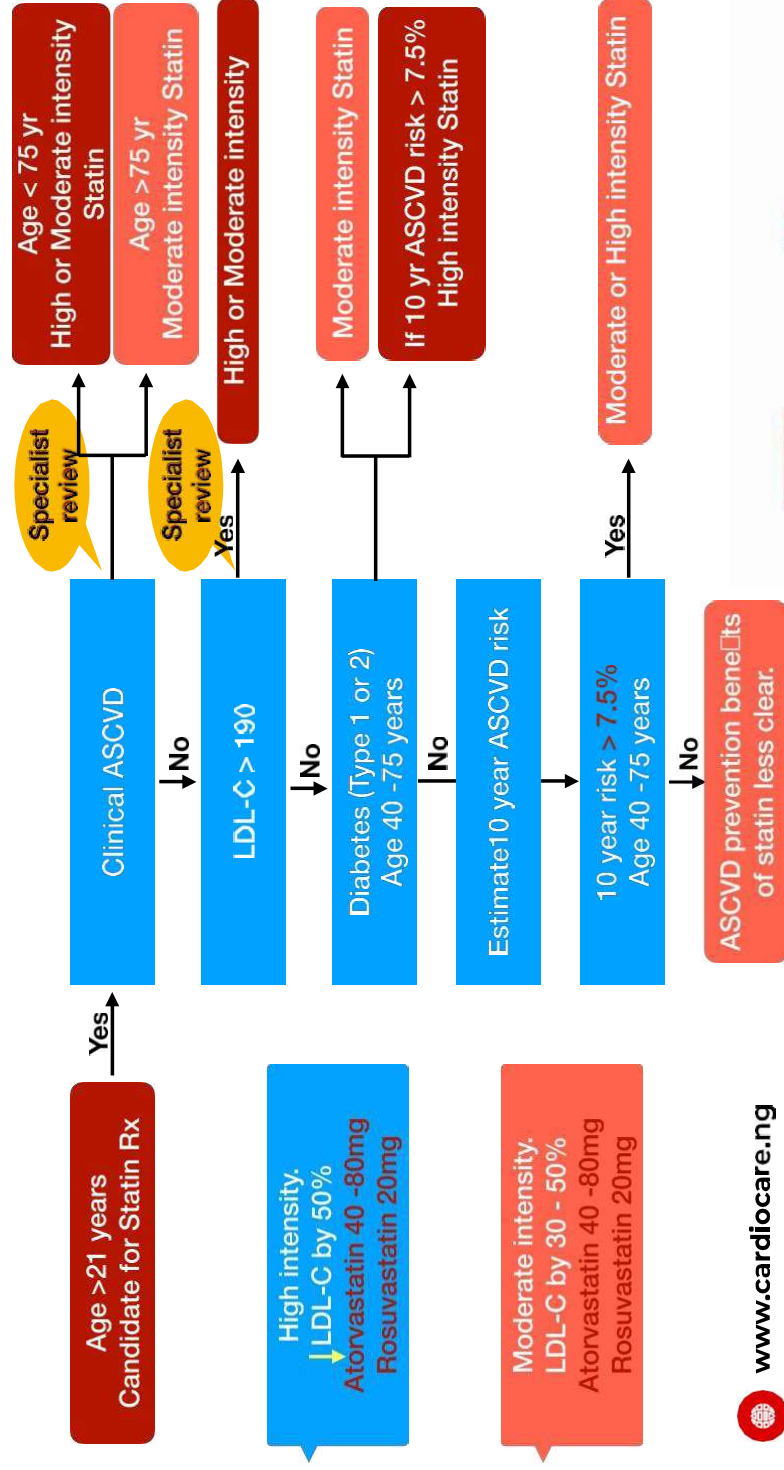 Age >21 years
Candidate for Statin Rx
Yes
Clinical ASCVD
Specialist
review
Age < 75 yr
High or Moderate intensity
Statin
Age >75 yr
Moderate intensity Statin
No
LDL-C > 190
Specialist
review
Yes
High or Moderate intensity
No
Diabetes (Type 1 or 2)
Age 40 -75 years
Moderate intensity Statin
If 10 yr ASCVD risk > 7.5%
High intensity Statin
No
Estimate10 year ASCVD risk
10 year risk > 7.5%
Age 40 -75 years
Yes
Moderate or High intensity Statin
No
ASCVD prevention bene□ts
of statin less clear.
High intensity.
LDL-C by 50%
Atorvastatin 40 -80mg
Rosuvastatin 20mg
Moderate intensity.
LDL-C by 30 - 50%
Atorvastatin 40 -80mg
Rosuvastatin 20mg
www.cardiocare.ng